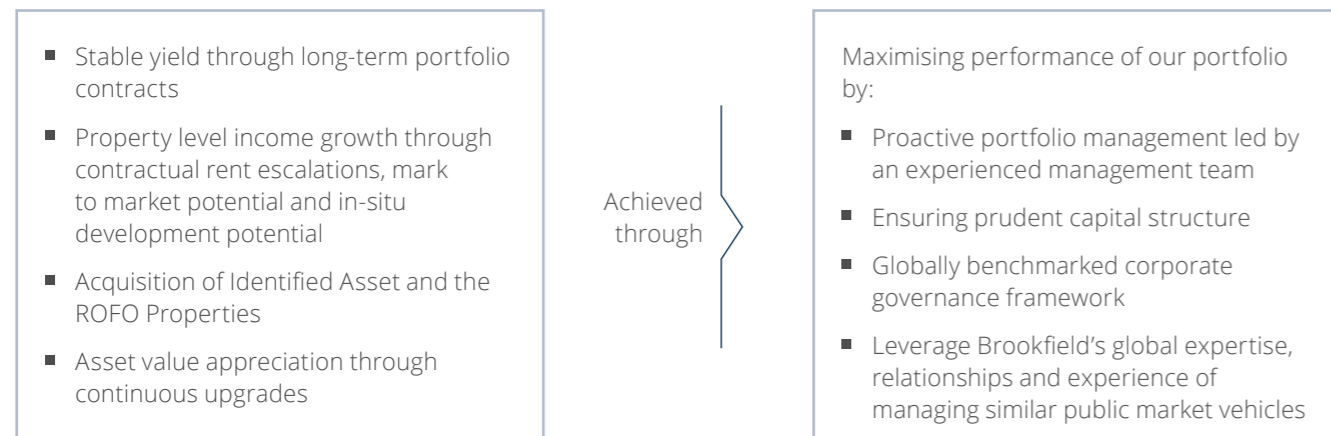 ▪ Stable yield through long-term portfolio
contracts
▪ Property level income growth through
contractual rent escalations, mark
to market potential and in-situ
development potential
▪ Acquisition of Identified Asset and the
ROFO Properties
▪ Asset value appreciation through
continuous upgrades
Achieved
through
Maximising performance of our portfolio
by:
▪ Proactive portfolio management led by
an experienced management team
▪ Ensuring prudent capital structure
▪ Globally benchmarked corporate
governance framework
▪ Leverage Brookfield’s global expertise,
relationships and experience of
managing similar public market vehicles